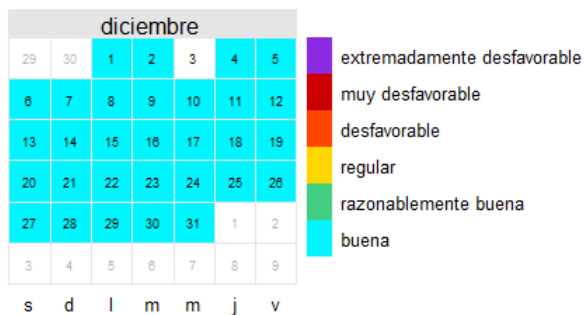 diciembre
29 30 1 2 3 4 5
6 7 8 9 10 11 12
13 14 15 16 17 18 19
20 21 22 23 24 25 26
27 28 29 30 31 1 2
3 4 5 6 7 8 9
s d l m m j v
extremadamente desfavorable
muy desfavorable
desfavorable
regular
razonablemente buena
buena